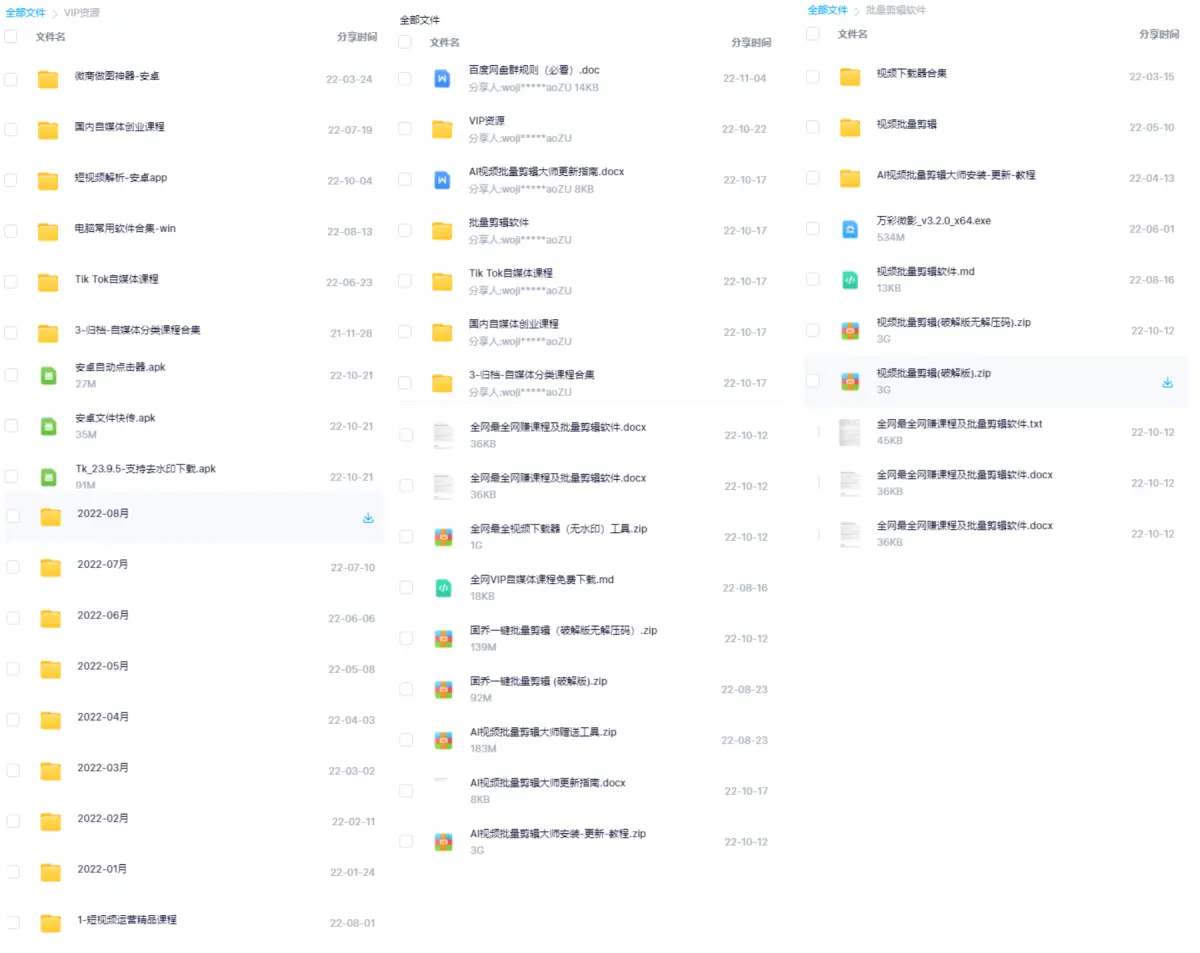 全部文件 > VIP资源
文件名 分享时间
微商做图神器-安卓 22-03-24
国内自媒体创业课程 22-07-19
短视频解析-安卓app 22-10-04
电脑常用软件合集-win 22-08-13
Tik Tok自媒体课程 22-06-23
3-归档-自媒体分类课程合集 21-11-28
安卓自动点击器.apk 22-10-21
27M
安卓文件快传.apk 22-10-21
35M
Tk_23.9.5-支持去水印下载.apk 22-10-21
91M
2022-08月
2022-07月 22-07-10
2022-06月 22-06-06
2022-05月 22-05-08
2022-04月 22-04-03
2022-03月 22-03-02
2022-02月 22-02-11
2022-01月 22-01-24
1-短视频运营精品课程 22-08-01
全部文件
文件名 分享时间
百度网盘群规则（必看）.doc 22-11-04
分享人:woji*****aoZU 14KB
VIP资源 22-10-22
分享人:woji*****aoZU
AI视频批量剪辑大师更新指南.docx 22-10-17
分享人:woji*****aoZU 8KB
批量剪辑软件 22-10-17
分享人:woji*****aoZU
Tik Tok自媒体课程 22-10-17
分享人:woji*****aoZU
国内自媒体创业课程 22-10-17
分享人:woji*****aoZU
3-归档-自媒体分类课程合集 22-10-17
分享人:woji*****aoZU
全网最全网赚课程及批量剪辑软件.docx 22-10-12
36KB
全网最全网赚课程及批量剪辑软件.docx 22-10-12
36KB
全网最全视频下载器（无水印）工具.zip 22-10-12
1G
全网VIP自媒体课程免费下载.md 22-08-16
18KB
国乔一键批量剪辑（破解版无解压码）.zip 22-10-12
139M
国乔一键批量剪辑 (破解版).zip 22-08-23
92M
AI视频批量剪辑大师赠送工具.zip 22-08-23
183M
AI视频批量剪辑大师更新指南.docx 22-10-17
8KB
AI视频批量剪辑大师安装-更新-教程.zip 22-10-12
3G
全部文件 > 批量剪辑软件
文件名 分享时间
视频下载器合集 22-03-15
视频批量剪辑 22-05-10
AI视频批量剪辑大师安装-更新-教程 22-04-13
万彩微影_v3.2.0_x64.exe 22-06-01
534M
视频批量剪辑软件.md 22-08-16
13KB
视频批量剪辑(破解版无解压码).zip 22-10-12
3G
视频批量剪辑(破解版).zip
3G
全网最全网赚课程及批量剪辑软件.txt 22-10-12
45KB
全网最全网赚课程及批量剪辑软件.docx 22-10-12
36KB
全网最全网赚课程及批量剪辑软件.docx 22-10-12
36KB